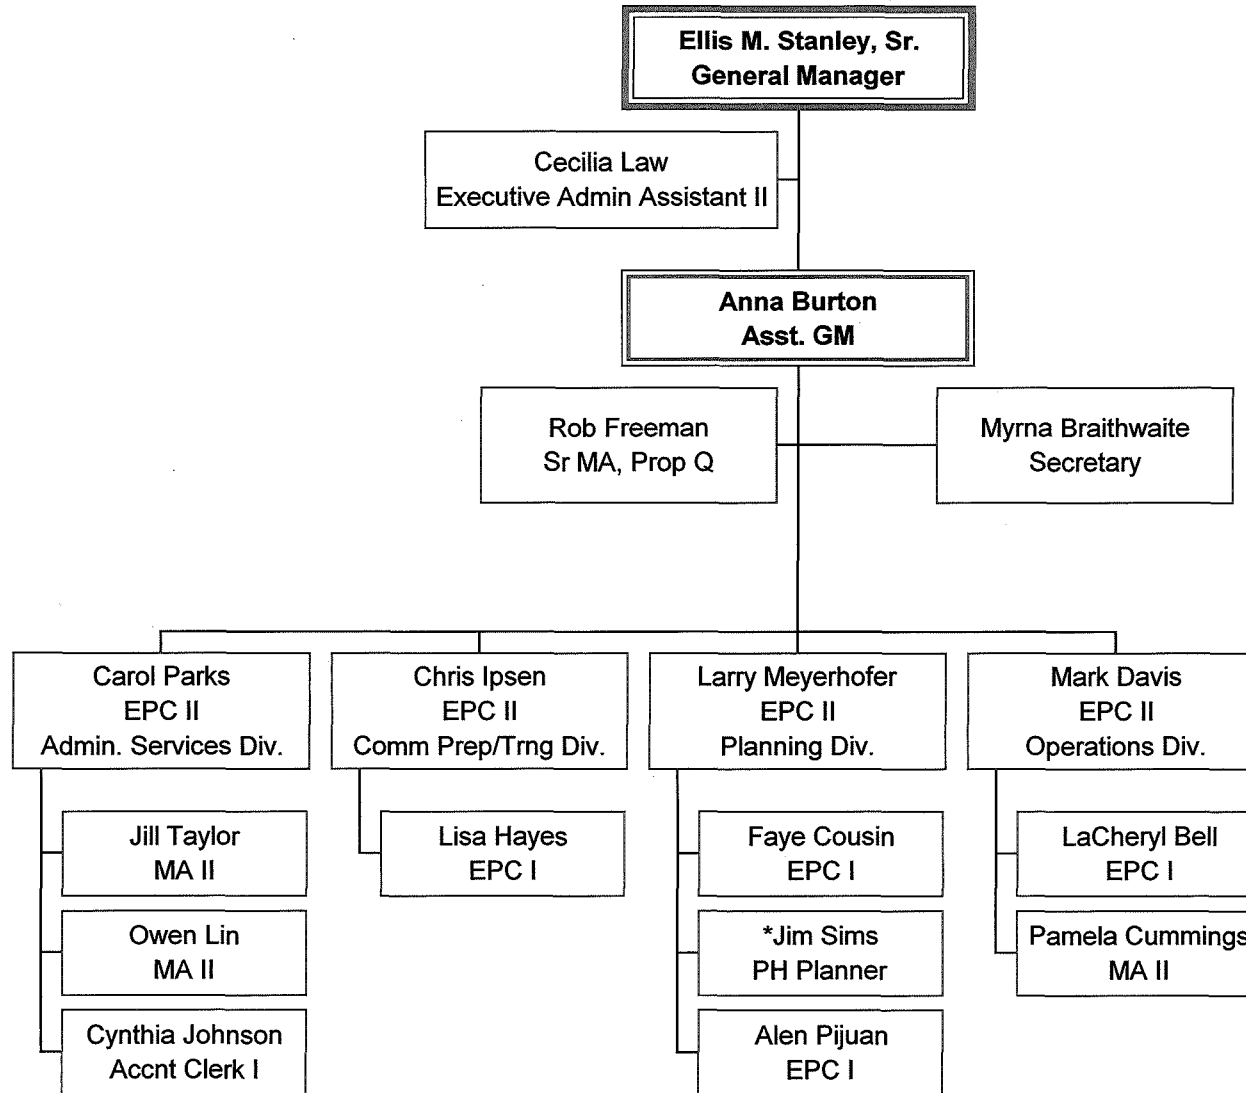 Ellis M. Stanley, Sr.
General Manager
Cecilia Law
Executive Admin Assistant II
Anna Burton
Asst. GM
Rob Freeman
Sr MA, Prop Q
Myrna Braithwaite
Secretary
Carol Parks
EPC II
Admin. Services Div.
Chris Ipsen
EPC II
Comm Prep/Trng Div.
Larry Meyerhofer
EPC II
Planning Div.
Mark Davis
EPC II
Operations Div.
Jill Taylor
MA II
Owen Lin
MA II
Cynthia Johnson
Accnt Clerk I
Lisa Hayes
EPC I
Faye Cousin
EPC I
*Jim Sims
PH Planner
Alen Pijuan
EPC I
LaCheryl Bell
EPC I
Pamela Cummings
MA II